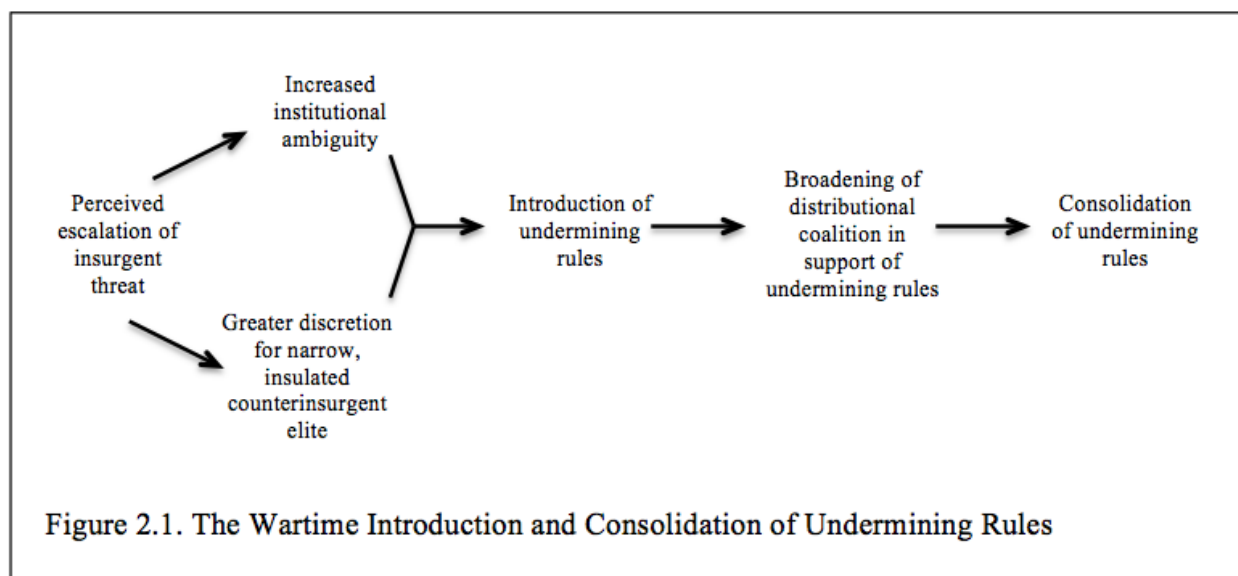 Perceived
escalation of
insurgent
threat
Increased
institutional
ambiguity
Greater discretion
for narrow,
insulated
counterinsurgent
elite
Introduction of
undermining
rules
Broadening of
distributional
coalition in
support of
undermining rules
Consolidation
of undermining
rules
Figure 2.1. The Wartime Introduction and Consolidation of Undermining Rules